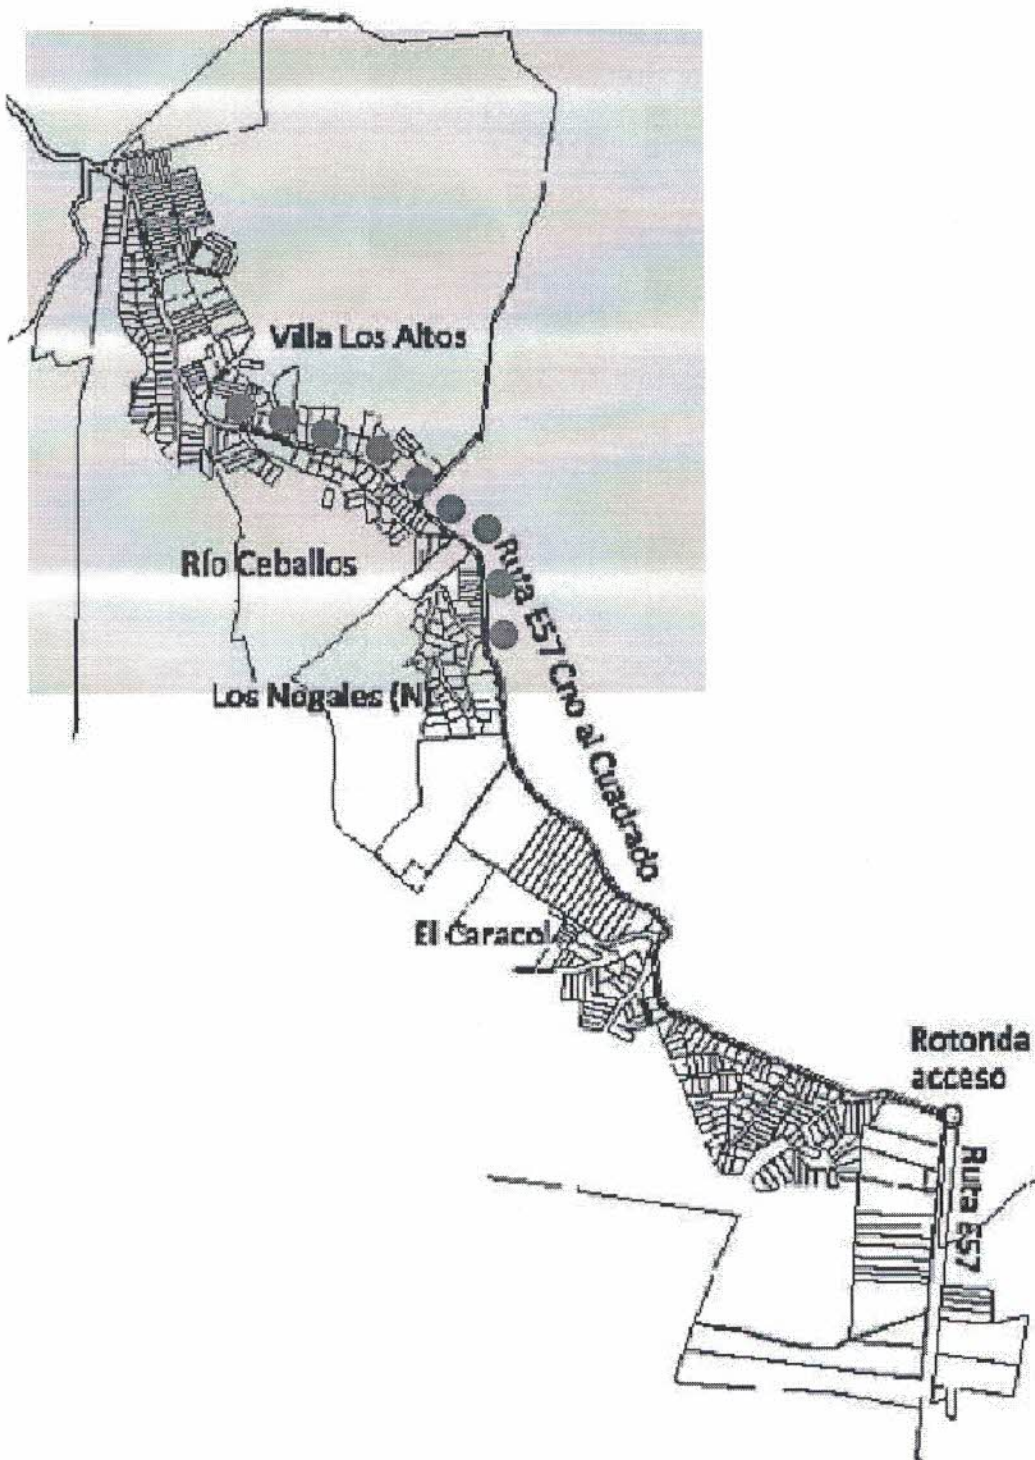 Villa Los Altos
Río Ceballos
Ruta E57 Cno al Cuadrado
Los Nogales (N)
El Caracol
Rotonda
acceso
Ruta E57